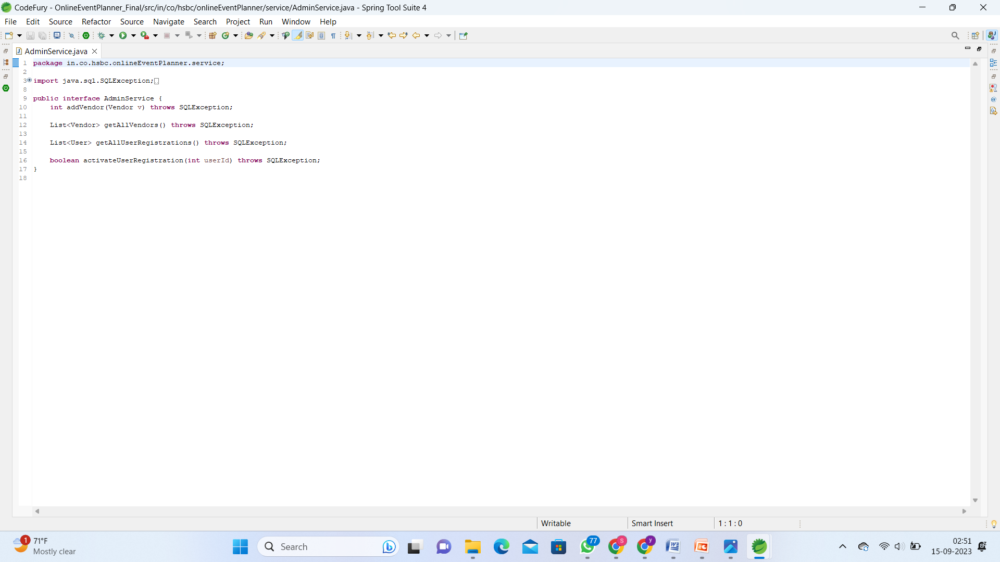 CodeFury - OnlineEventPlanner_Final/src/in/co/hsbc/onlineEventPlanner/service/AdminService.java - Spring Tool Suite 4
File Edit Source Refactor Source Navigate Search Project Run Window Help
AdminService.java
1 package in.co.hsbc.onlineEventPlanner.service;
2
3 import java.sql.SQLException;
8
9 public interface AdminService {
10     int addVendor(Vendor v) throws SQLException;
11
12     List<Vendor> getAllVendors() throws SQLException;
13
14     List<User> getAllUserRegistrations() throws SQLException;
15
16     boolean activateUserRegistration(int userId) throws SQLException;
17 }
18
Writable Smart Insert 1 : 1 : 0
1 71°F
Mostly clear
Search
77
S
y
02:51
15-09-2023